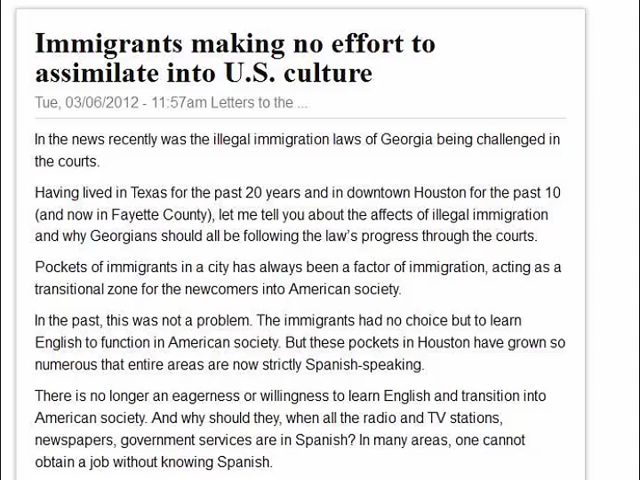 Immigrants making no effort to
assimilate into U.S. culture
Tue, 03/06/2012 - 11:57am Letters to the ...
In the news recently was the illegal immigration laws of Georgia being challenged in
the courts.
Having lived in Texas for the past 20 years and in downtown Houston for the past 10
(and now in Fayette County), let me tell you about the affects of illegal immigration
and why Georgians should all be following the law's progress through the courts.
Pockets of immigrants in a city has always been a factor of immigration, acting as a
transitional zone for the newcomers into American society.
In the past, this was not a problem. The immigrants had no choice but to learn
English to function in American society. But these pockets in Houston have grown so
numerous that entire areas are now strictly Spanish-speaking.
There is no longer an eagerness or willingness to learn English and transition into
American society. And why should they, when all the radio and TV stations,
newspapers, government services are in Spanish? In many areas, one cannot
obtain a job without knowing Spanish.